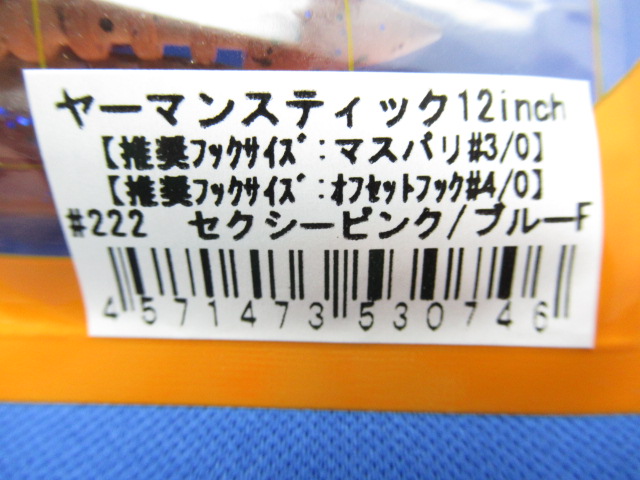 ヤーマンスティック12inch
【推奨フックサイズ:マスバリ#3/0】
【推奨フックサイズ:オフセットフック#4/0】
#222 セクシーピンク/ブルーF
4571473530746